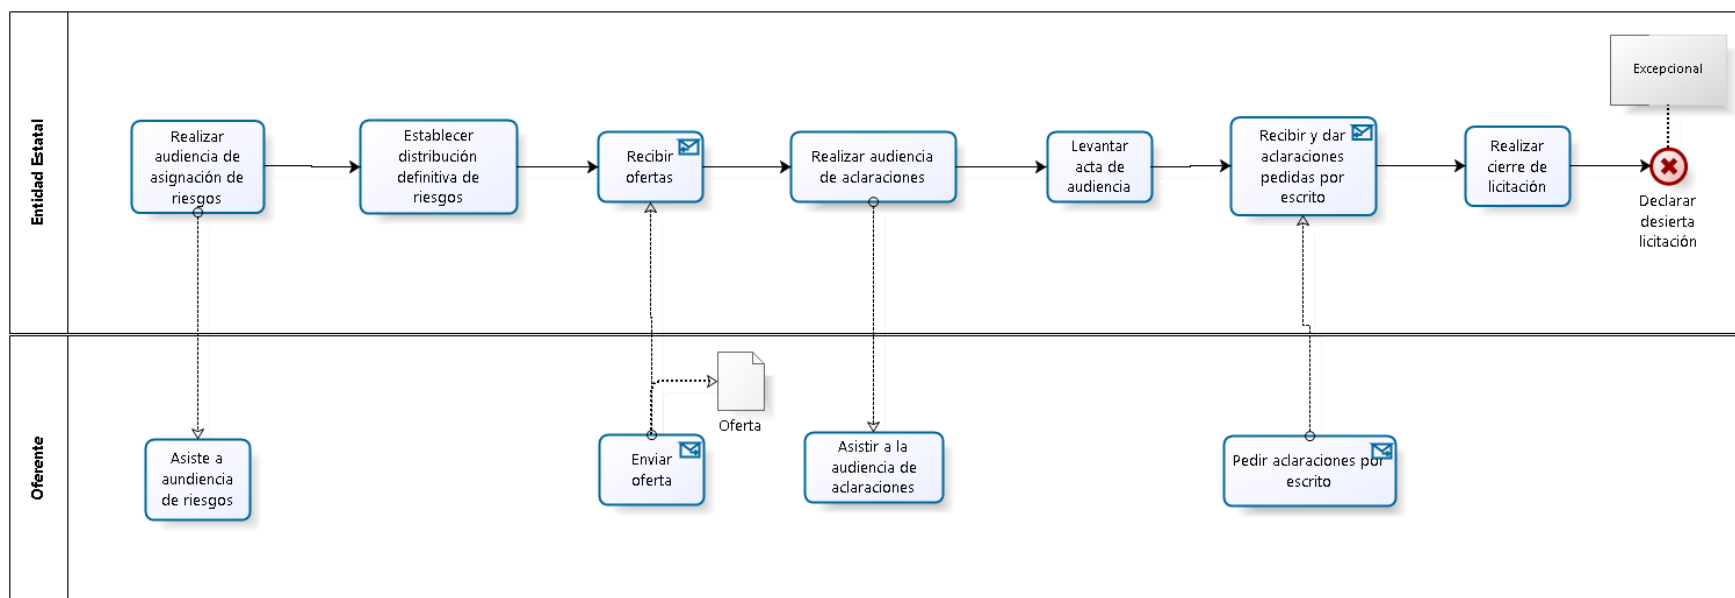 Entidad Estatal
Realizar
audiencia de
asignación de
riesgos
Establecer
distribución
definitiva de
riesgos
Recibir
ofertas
Realizar audiencia
de aclaraciones
Levantar
acta de
audiencia
Recibir y dar
aclaraciones
pedidas por
escrito
Realizar
cierre de
licitación
Excepcional
Declarar
desierta
licitación
Oferente
Asiste a
aundiencia
de riesgos
Enviar
oferta
Oferta
Asistir a la
audiencia de
aclaraciones
Pedir aclaraciones por
escrito